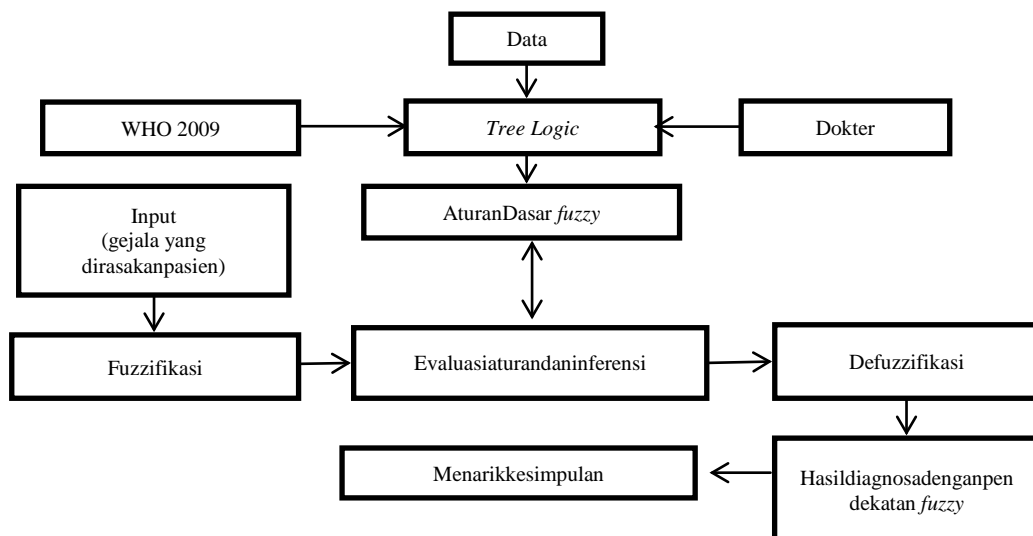 Data
WHO 2009
Tree Logic
Dokter
Input
(gejala yang
dirasakanpasien)
AturanDasar fuzzy
Fuzzifikasi
Evaluasiaturandaninferensi
Defuzzifikasi
Menarikkesimpulan
Hasildiagnosadenganpen
dekatan fuzzy